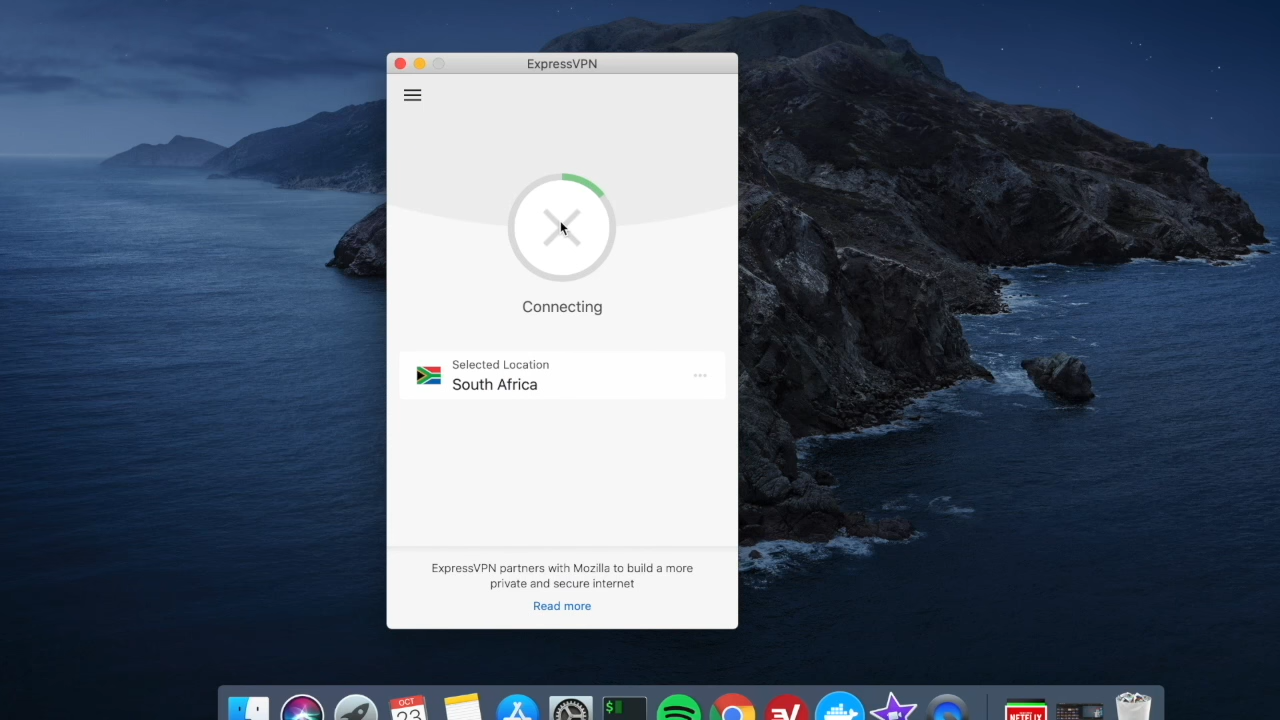 ExpressVPN
Connecting
Selected Location
South Africa
ExpressVPN partners with Mozilla to build a more
private and secure internet
Read more
OCT
23
$
NETFLIX